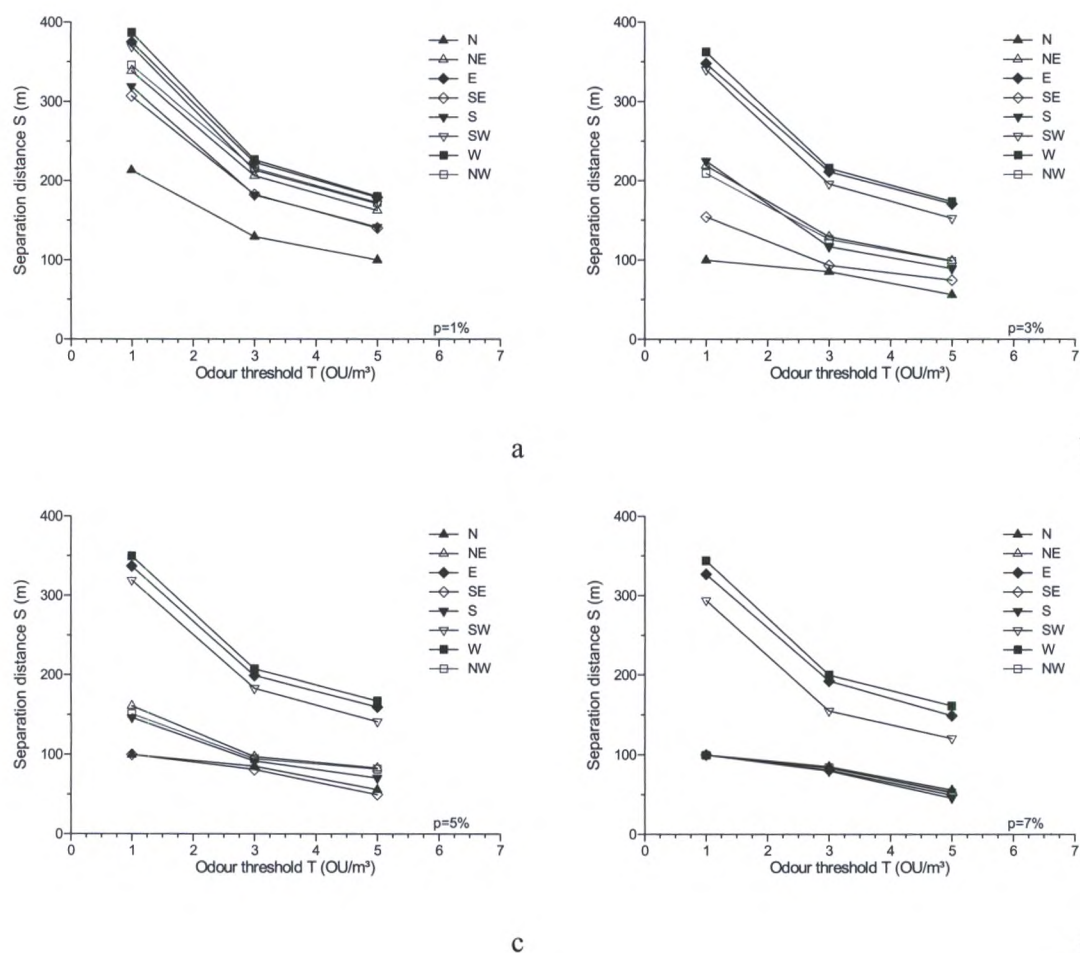 400
300
200
100
0
Separation distance S (m)
N
NE
E
SE
S
SW
W
NW
p=1%
0 1 2 3 4 5 6 7
Odour threshold T (OU/m³)
400
300
200
100
0
Separation distance S (m)
N
NE
E
SE
S
SW
W
NW
p=3%
0 1 2 3 4 5 6 7
Odour threshold T (OU/m³)
a
400
300
200
100
0
Separation distance S (m)
N
NE
E
SE
S
SW
W
NW
p=5%
0 1 2 3 4 5 6 7
Odour threshold T (OU/m³)
400
300
200
100
0
Separation distance S (m)
N
NE
E
SE
S
SW
W
NW
p=7%
0 1 2 3 4 5 6 7
Odour threshold T (OU/m³)
c